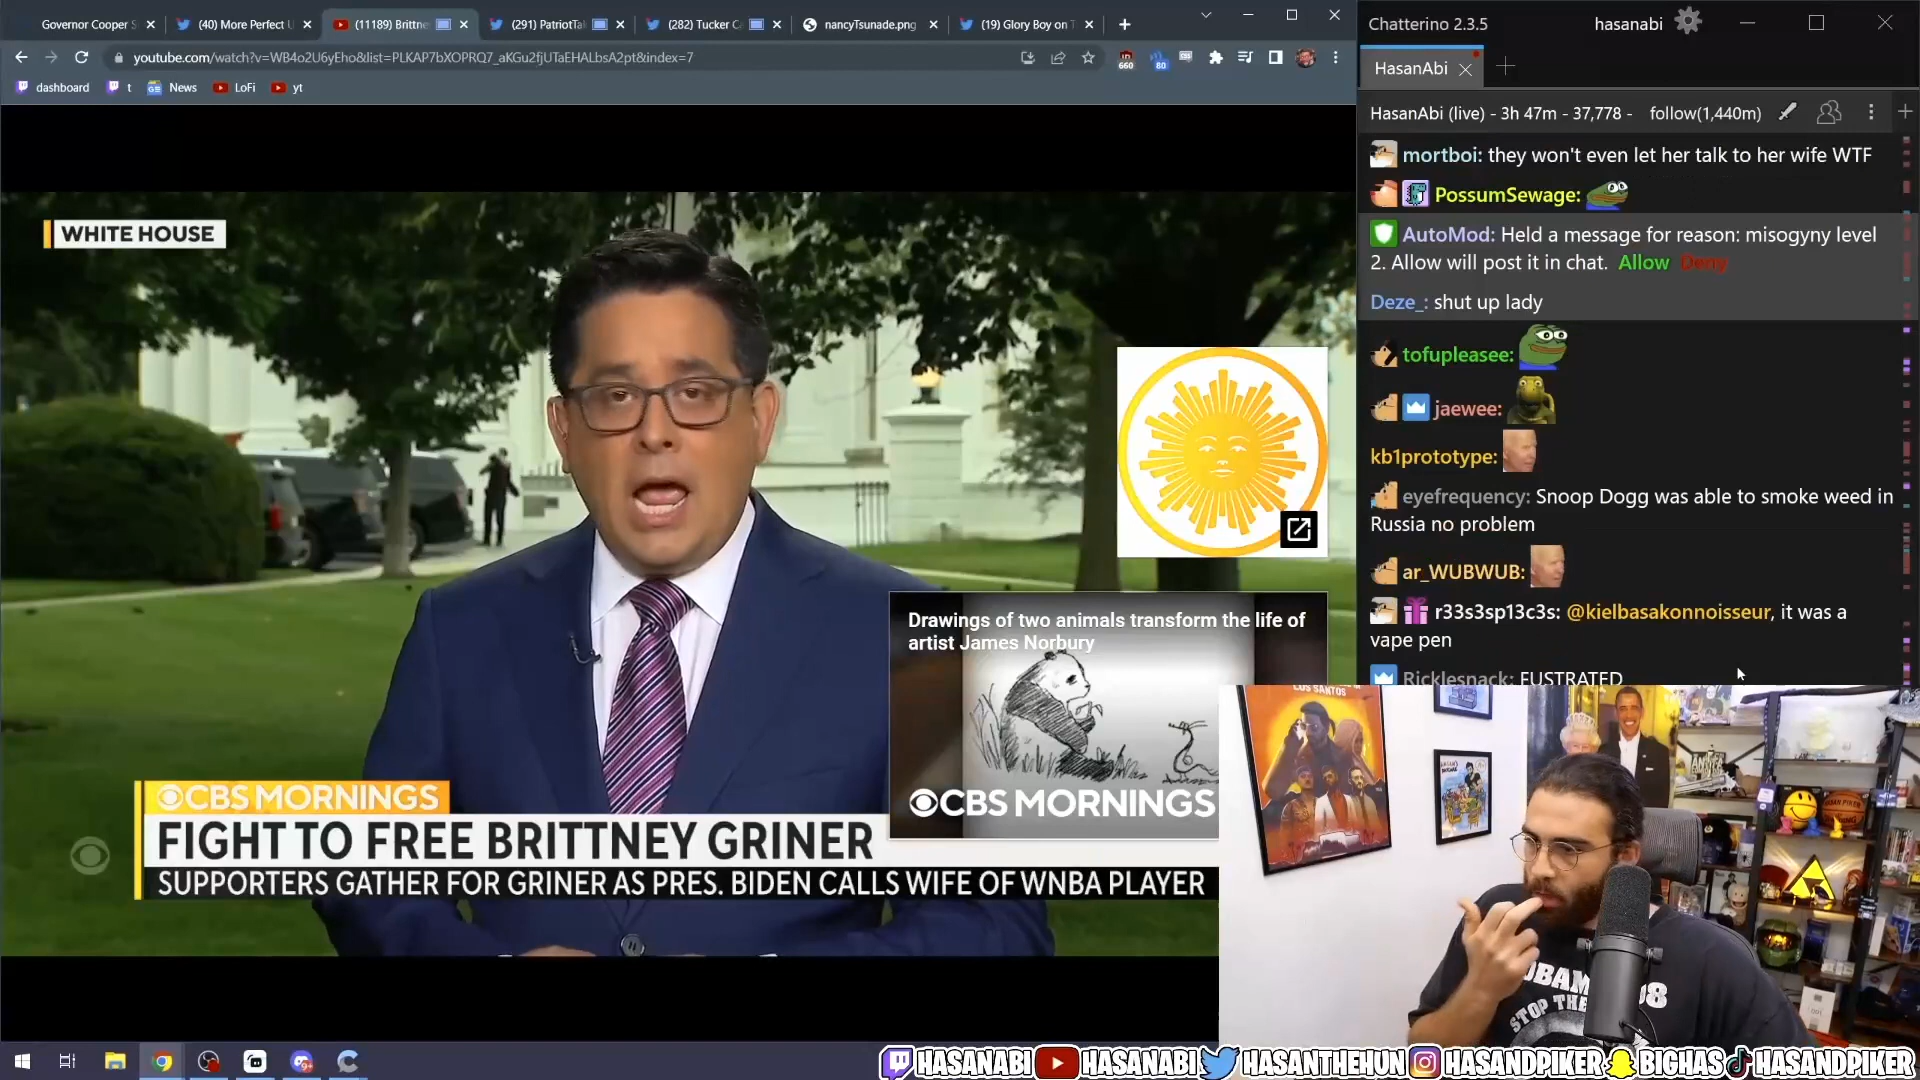 Governor Cooper S
(40) More Perfect U
(11189) Brittne
(291) PatriotTa
(282) Tucker C
nancyTsunade.png
(19) Glory Boy on T
youtube.com/watch?v=WB4o2U6yEho&list=PLKAP7bXOPRQ7_aKGu2fjUTaEHALbsA2pt&index=7
660
80
dashboard
t
News
LoFi
yt
WHITE HOUSE
Drawings of two animals transform the life of
artist James Norbury
CBS MORNINGS
CBS MORNINGS
FIGHT TO FREE BRITTNEY GRINER
SUPPORTERS GATHER FOR GRINER AS PRES. BIDEN CALLS WIFE OF WNBA PLAYER
Chatterino 2.3.5
hasanabi
HasanAbi
HasanAbi (live) - 3h 47m - 37,778 - follow(1,440m)
mortboi: they won't even let her talk to her wife WTF
PossumSewage:
AutoMod: Held a message for reason: misogyny level
2. Allow will post it in chat. Allow Deny
Deze_: shut up lady
tofupleasee:
jaewee:
kb1prototype:
eyefrequency: Snoop Dogg was able to smoke weed in
Russia no problem
ar_WUBWUB:
r33s3sp13c3s: @kielbasakonnoisseur, it was a
vape pen
Ricklesnack: FUSTRATED
LOS SANTOS
STOP THE
HASANABI
HASANABI
HASANTHEHUN
HASANDPIKER
BIGHAS
HASANDPIKER